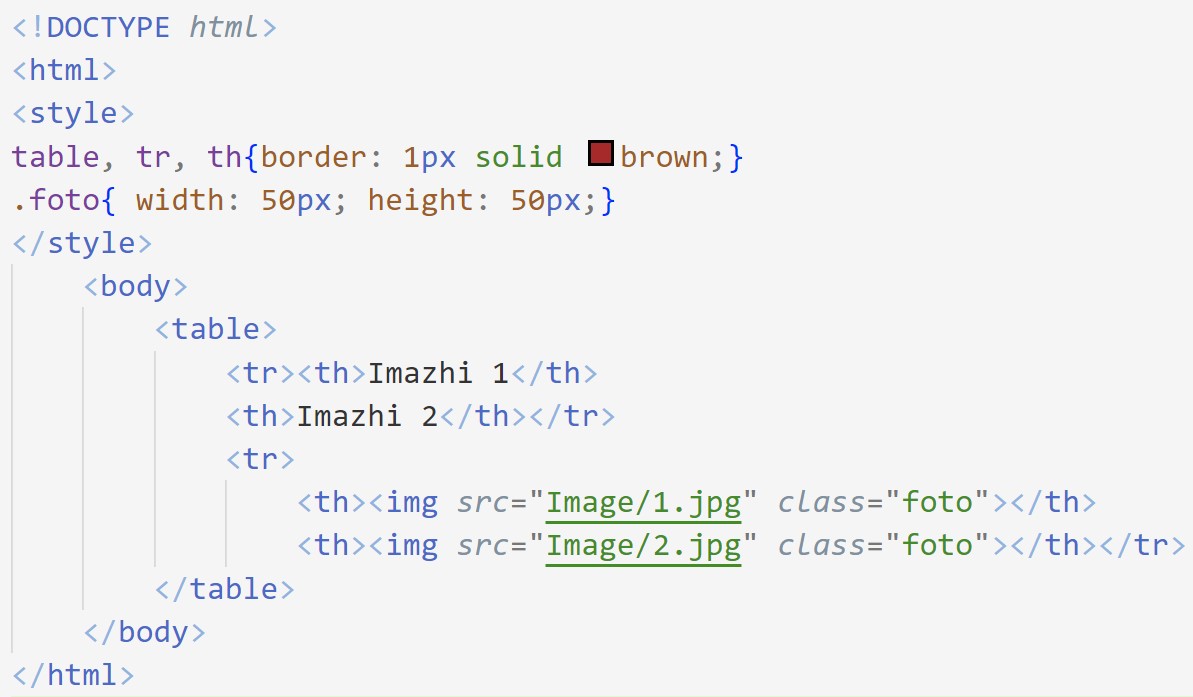 <!DOCTYPE html>
<html>
<style>
table, tr, th{border: 1px solid brown;}
.foto{ width: 50px; height: 50px;}
</style>
    <body>
        <table>
            <tr><th>Imazhi 1</th>
            <th>Imazhi 2</th></tr>
            <tr>
                <th><img src="Image/1.jpg" class="foto"></th>
                <th><img src="Image/2.jpg" class="foto"></th></tr>
        </table>
    </body>
</html>